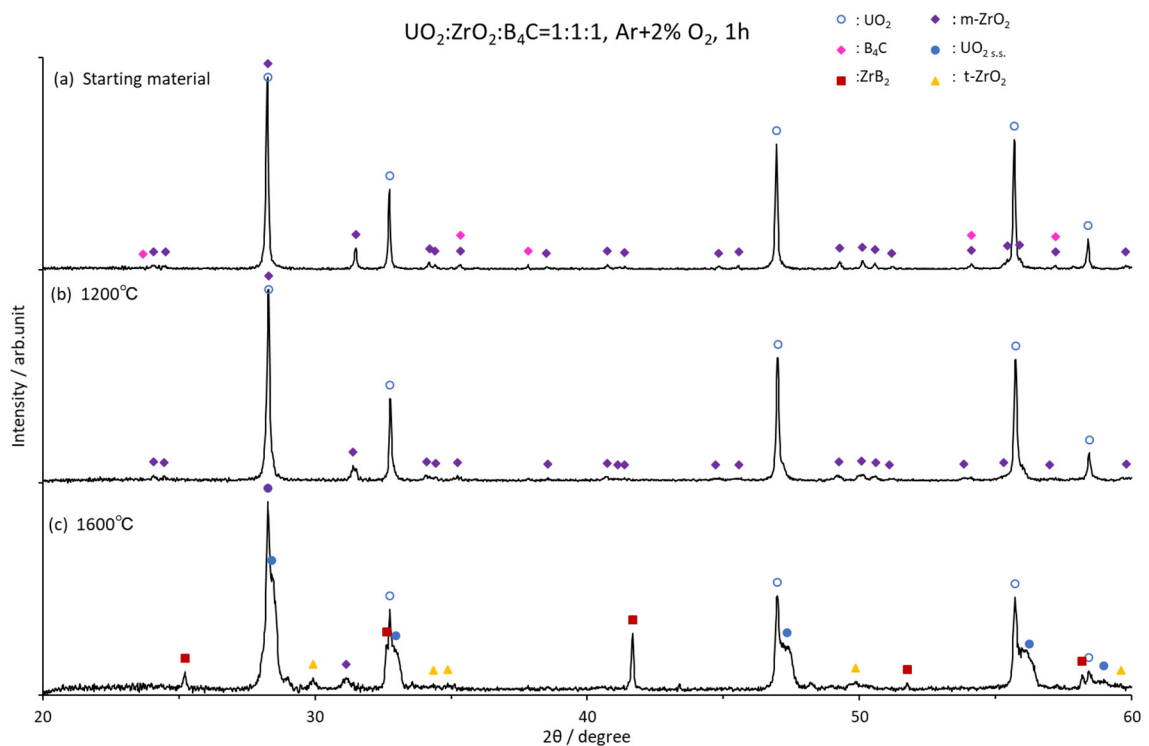 UO₂:ZrO₂:B₄C=1:1:1, Ar+2% O₂, 1h
: UO₂
: m-ZrO₂
: B₄C
: UO₂ s.s.
:ZrB₂
: t-ZrO₂
(a) Starting material
(b) 1200℃
(c) 1600℃
Intensity / arb.unit
20 30 40 50 60
2θ / degree